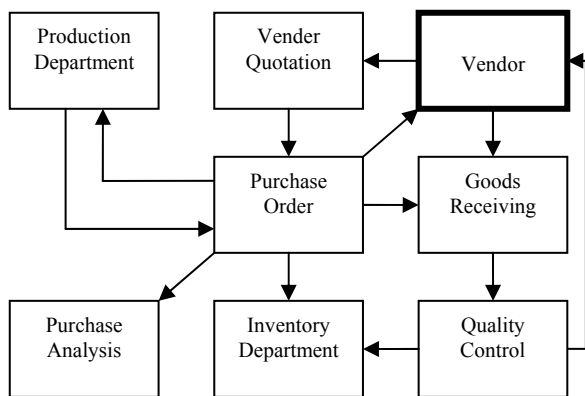 Production
Department
Vender
Quotation
Vendor
Purchase
Order
Goods
Receiving
Purchase
Analysis
Inventory
Department
Quality
Control